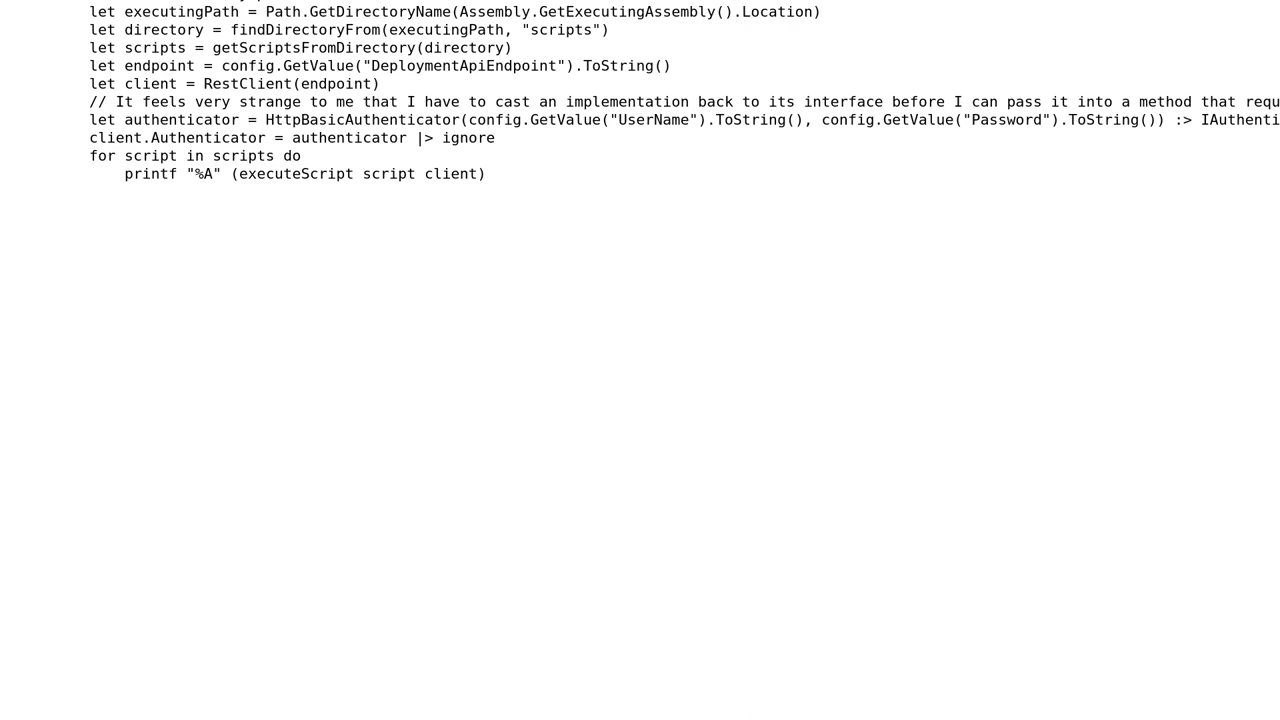 let executingPath = Path.GetDirectoryName(Assembly.GetExecutingAssembly().Location)
let directory = findDirectoryFrom(executingPath, "scripts")
let scripts = getScriptsFromDirectory(directory)
let endpoint = config.GetValue("DeploymentApiEndpoint").ToString()
let client = RestClient(endpoint)
// It feels very strange to me that I have to cast an implementation back to its interface before I can pass it into a method that requ
let authenticator = HttpBasicAuthenticator(config.GetValue("UserName").ToString(), config.GetValue("Password").ToString()) :> IAuthenti
client.Authenticator = authenticator |> ignore
for script in scripts do
printf "%A" (executeScript script client)